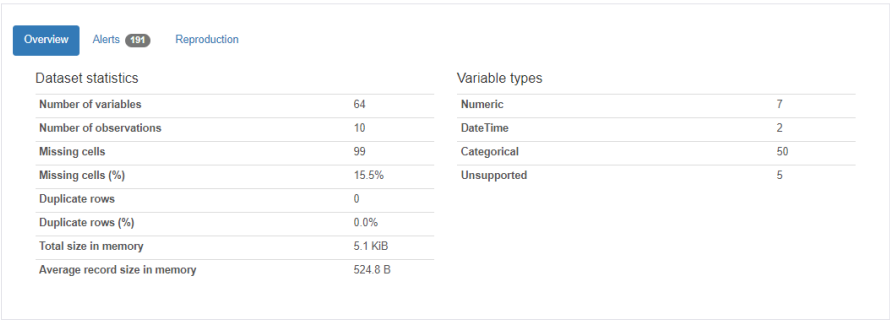 Overview Alerts 191 Reproduction
Dataset statistics
Number of variables 64
Number of observations 10
Missing cells 99
Missing cells (%) 15.5%
Duplicate rows 0
Duplicate rows (%) 0.0%
Total size in memory 5.1 KiB
Average record size in memory 524.8 B
Variable types
Numeric 7
DateTime 2
Categorical 50
Unsupported 5